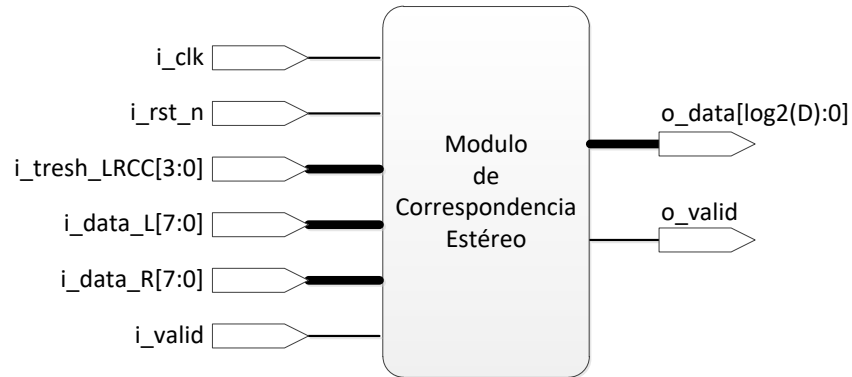 i_clk
i_rst_n
i_tresh_LRCC[3:0]
i_data_L[7:0]
i_data_R[7:0]
i_valid
Modulo
de
Correspondencia
Estéreo
o_data[log2(D):0]
o_valid